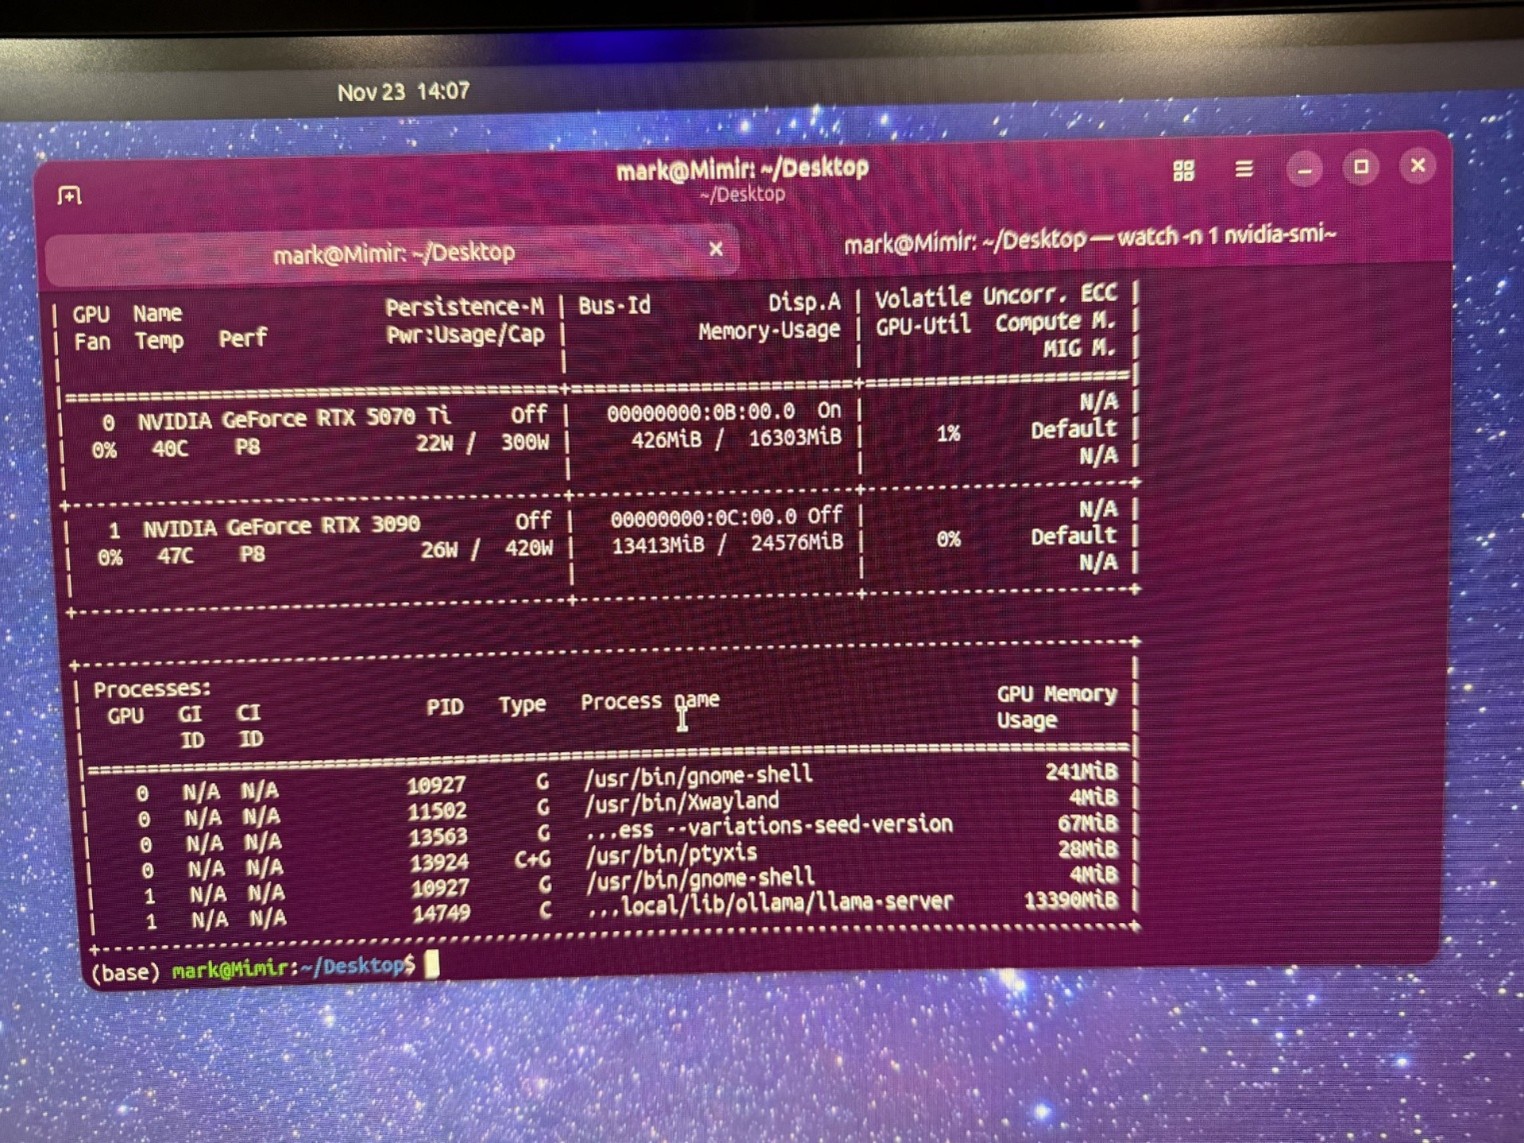 Nov 23 14:07
mark@Mimir: ~/Desktop
~/Desktop
mark@Mimir: ~/Desktop × mark@Mimir: ~/Desktop — watch -n 1 nvidia-smi~
| GPU Name Persistence-M | Bus-Id Disp.A | Volatile Uncorr. ECC |
| Fan Temp Perf Pwr:Usage/Cap | Memory-Usage | GPU-Util Compute M. |
| | | MIG M. |
|=========================================+========================+======================|
| 0 NVIDIA GeForce RTX 5070 Ti Off | 00000000:0B:00.0 On | N/A |
| 0% 40C P8 22W / 300W | 426MiB / 16303MiB | 1% Default |
| | | N/A |
+-----------------------------------------+------------------------+----------------------+
| 1 NVIDIA GeForce RTX 3090 Off | 00000000:0C:00.0 Off | N/A |
| 0% 47C P8 26W / 420W | 13413MiB / 24576MiB | 0% Default |
| | | N/A |
+-----------------------------------------+------------------------+----------------------+
+-----------------------------------------------------------------------------------------+
| Processes: |
| GPU GI CI PID Type Process name GPU Memory |
| ID ID Usage |
|=========================================================================================|
| 0 N/A N/A 10927 G /usr/bin/gnome-shell 241MiB |
| 0 N/A N/A 11502 G /usr/bin/Xwayland 4MiB |
| 0 N/A N/A 13563 G ...ess --variations-seed-version 67MiB |
| 0 N/A N/A 13924 C+G /usr/bin/ptyxis 28MiB |
| 1 N/A N/A 10927 G /usr/bin/gnome-shell 4MiB |
| 1 N/A N/A 14749 C ...local/lib/ollama/llama-server 13390MiB |
+-----------------------------------------------------------------------------------------+
(base) mark@Mimir:~/Desktop$